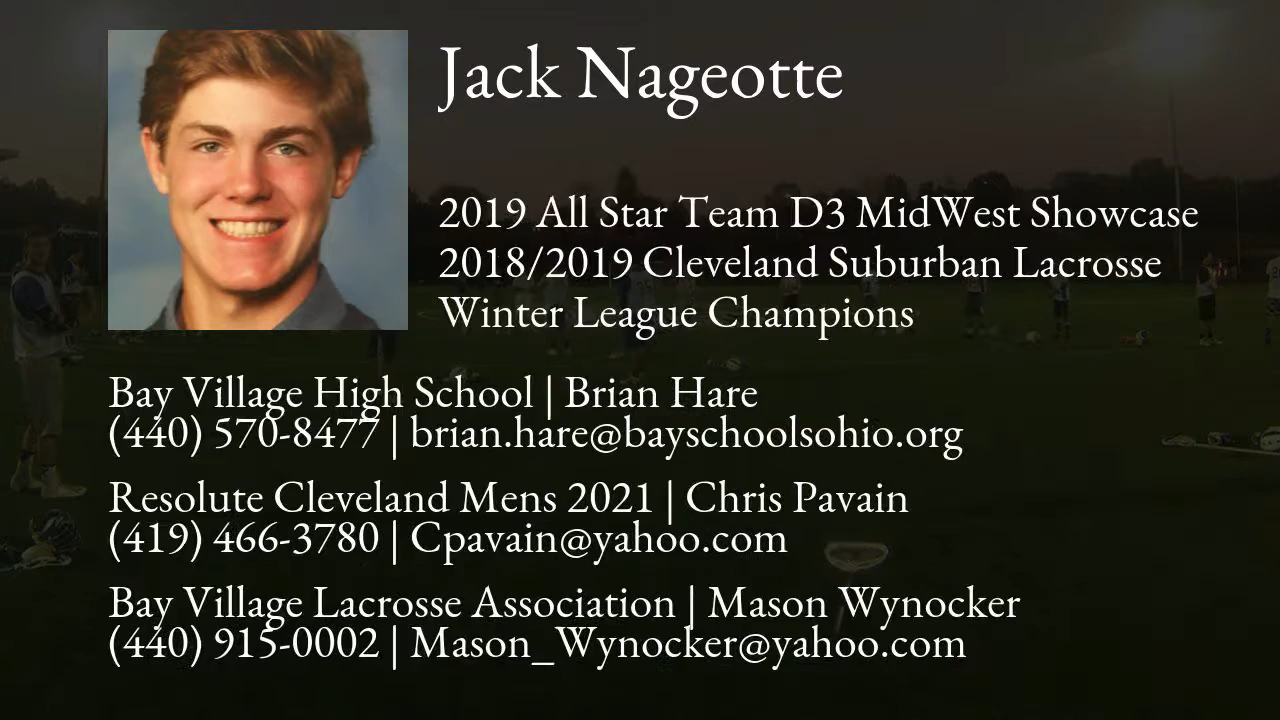 Jack Nageotte
2019 All Star Team D3 MidWest Showcase
2018/2019 Cleveland Suburban Lacrosse
Winter League Champions
Bay Village High School | Brian Hare
(440) 570-8477 | brian.hare@bayschoolsohio.org
Resolute Cleveland Mens 2021 | Chris Pavain
(419) 466-3780 | Cpavain@yahoo.com
Bay Village Lacrosse Association | Mason Wynocker
(440) 915-0002 | Mason_Wynocker@yahoo.com